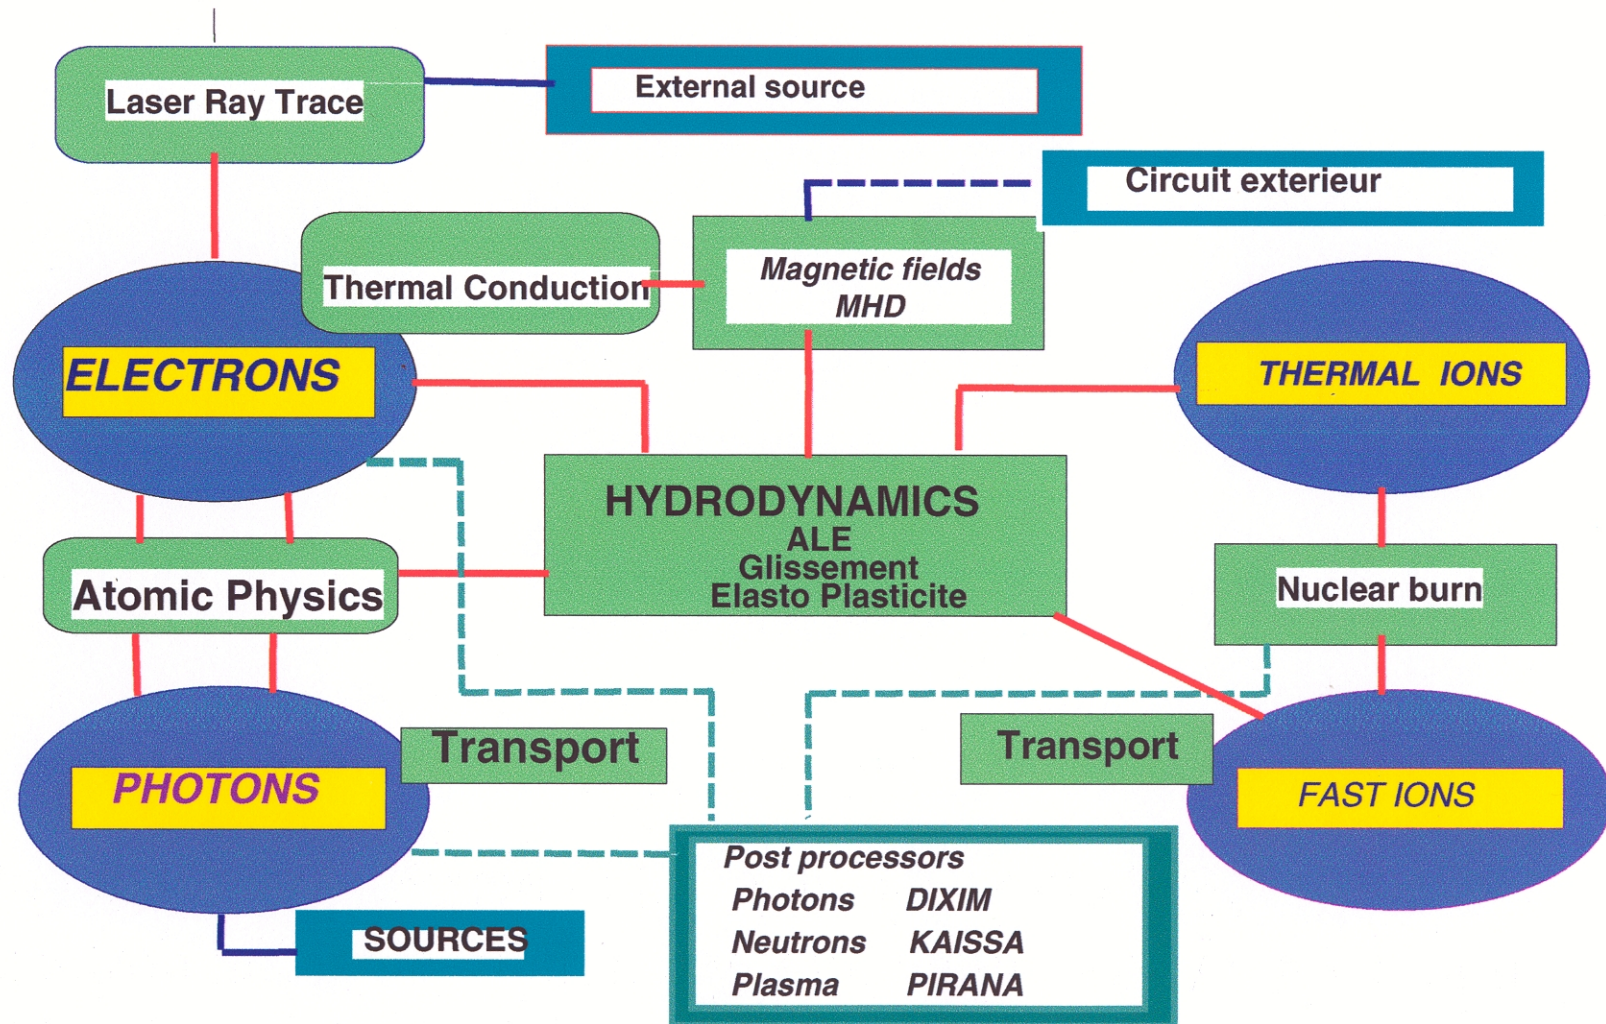 Laser Ray Trace
External source
Circuit exterieur
Thermal Conduction
Magnetic fields
MHD
ELECTRONS
THERMAL IONS
HYDRODYNAMICS
ALE
Glissement
Elasto Plasticite
Atomic Physics
Nuclear burn
Transport
Transport
PHOTONS
FAST IONS
Post processors
Photons DIXIM
Neutrons KAISSA
Plasma PIRANA
SOURCES